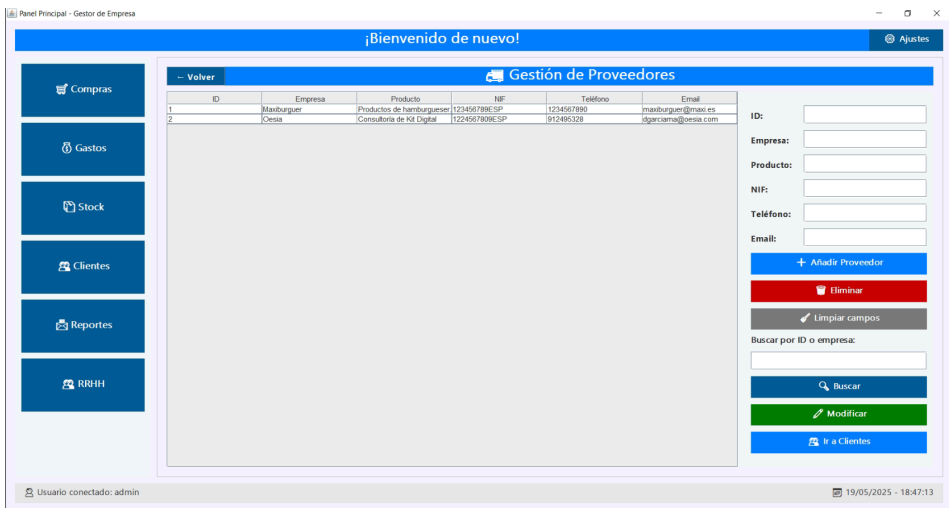 Panel Principal - Gestor de Empresa
¡Bienvenido de nuevo!
Ajustes
Compras
Gastos
Stock
Clientes
Reportes
RRHH
← Volver
Gestión de Proveedores
ID Empresa Producto NIF Teléfono Email
1 Maxiburguer Productos de hamburgueser 123456789ESP 1234567890 maxiburguer@maxi.es
2 Oesia Consultoría de Kit Digital 1224567809ESP 912495328 dgarciama@oesia.com
ID:
Empresa:
Producto:
NIF:
Teléfono:
Email:
+ Añadir Proveedor
Eliminar
Limpiar campos
Buscar por ID o empresa:
Buscar
Modificar
Ir a Clientes
Usuario conectado: admin
19/05/2025 - 18:47:13